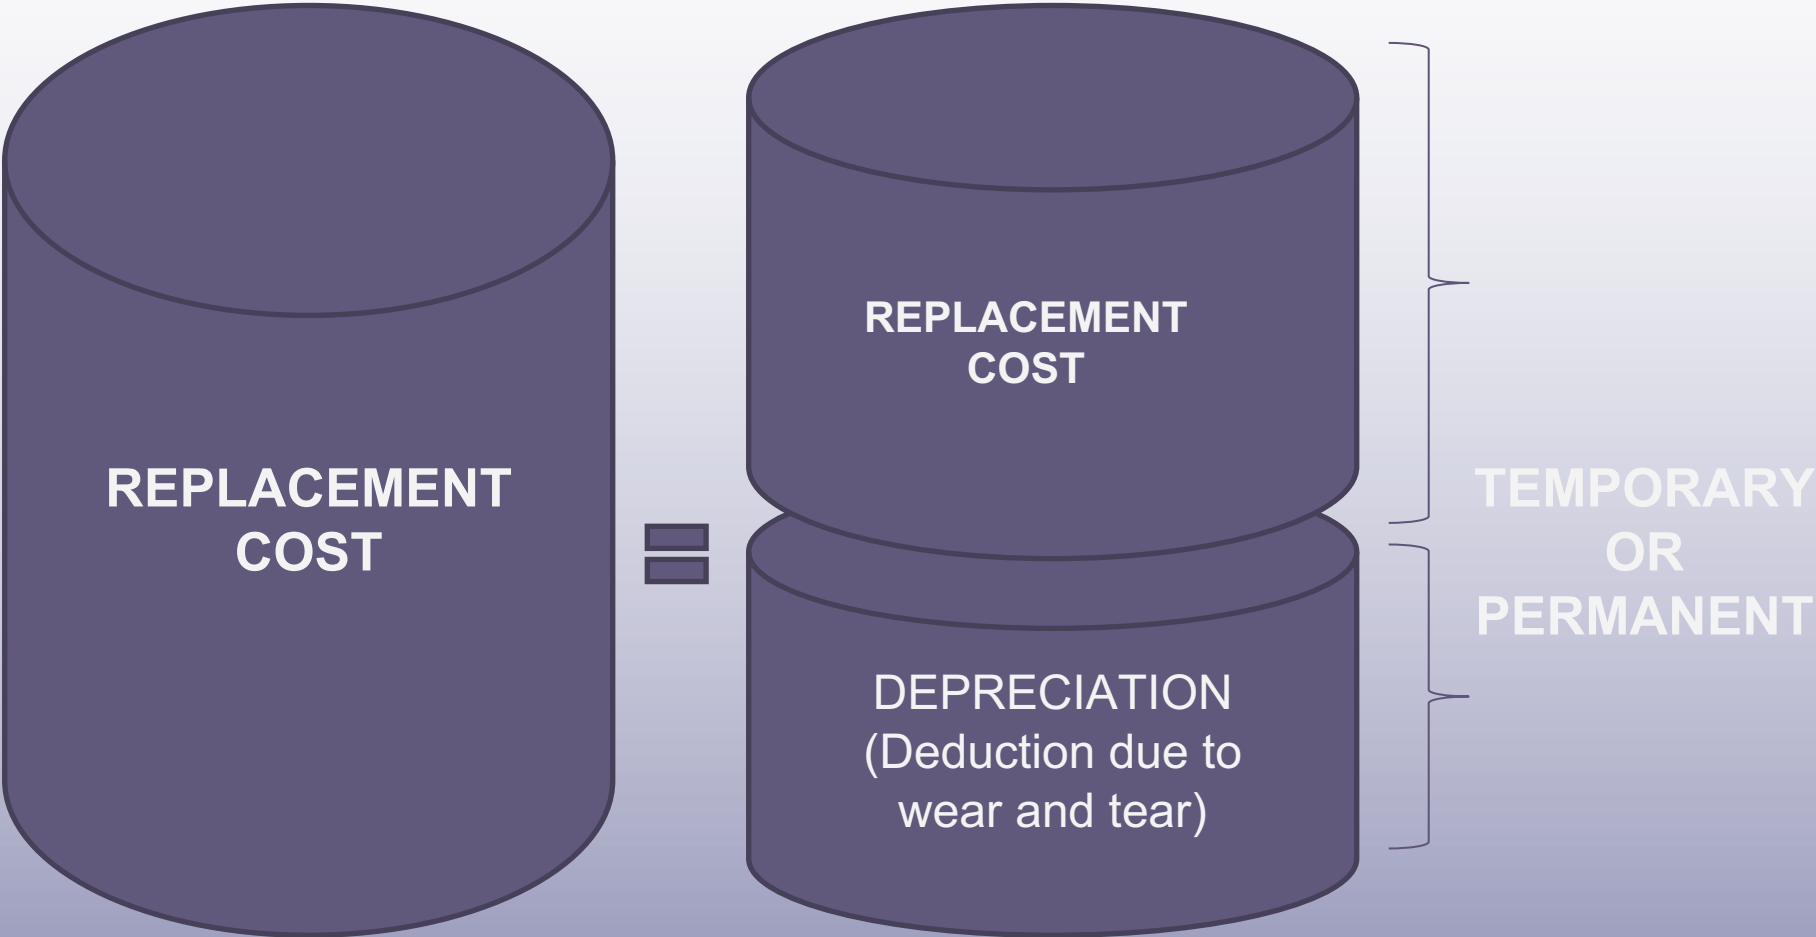 REPLACEMENT
COST
REPLACEMENT
COST
DEPRECIATION
(Deduction due to
wear and tear)
TEMPORARY
OR
PERMANENT